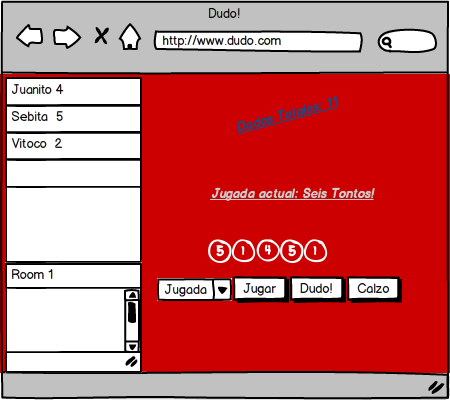 Dudo!
http://www.dudo.com
Juanito 4
Sebita 5
Vitoco 2
Dados Totales: 11
Jugada actual: Seis Tontos!
5 1 4 5 1
Room 1
Jugada Jugar Dudo! Calzo